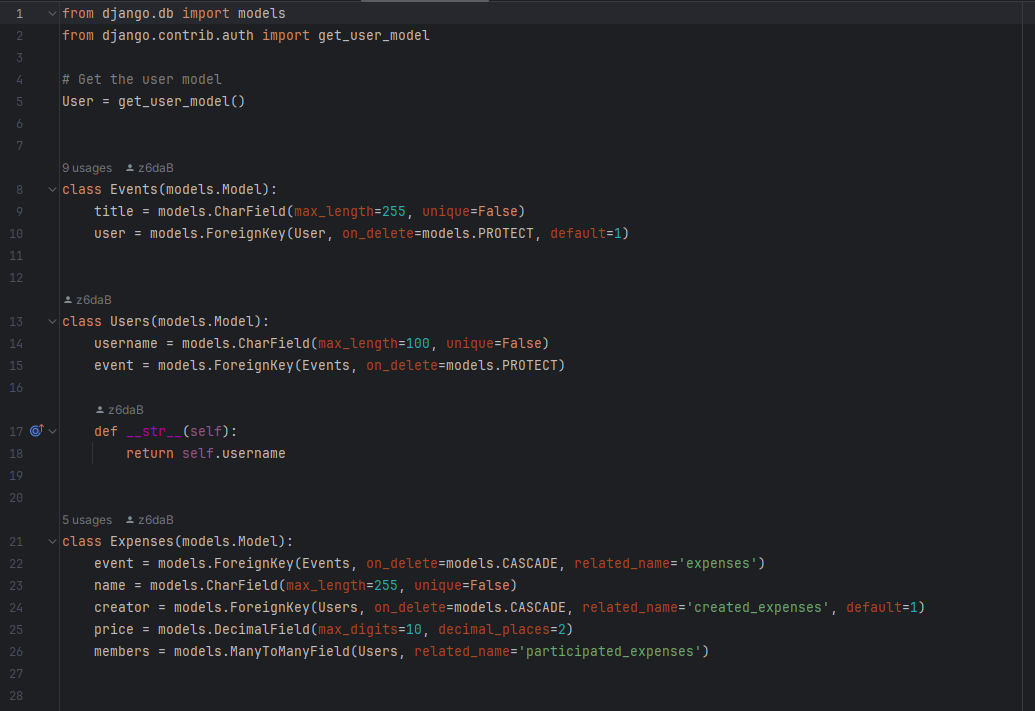 1 from django.db import models
2 from django.contrib.auth import get_user_model
3
4 # Get the user model
5 User = get_user_model()
6
7
9 usages z6daB
8 class Events(models.Model):
9     title = models.CharField(max_length=255, unique=False)
10     user = models.ForeignKey(User, on_delete=models.PROTECT, default=1)
11
12
z6daB
13 class Users(models.Model):
14     username = models.CharField(max_length=100, unique=False)
15     event = models.ForeignKey(Events, on_delete=models.PROTECT)
16
z6daB
17     def __str__(self):
18         return self.username
19
20
5 usages z6daB
21 class Expenses(models.Model):
22     event = models.ForeignKey(Events, on_delete=models.CASCADE, related_name='expenses')
23     name = models.CharField(max_length=255, unique=False)
24     creator = models.ForeignKey(Users, on_delete=models.CASCADE, related_name='created_expenses', default=1)
25     price = models.DecimalField(max_digits=10, decimal_places=2)
26     members = models.ManyToManyField(Users, related_name='participated_expenses')
27
28